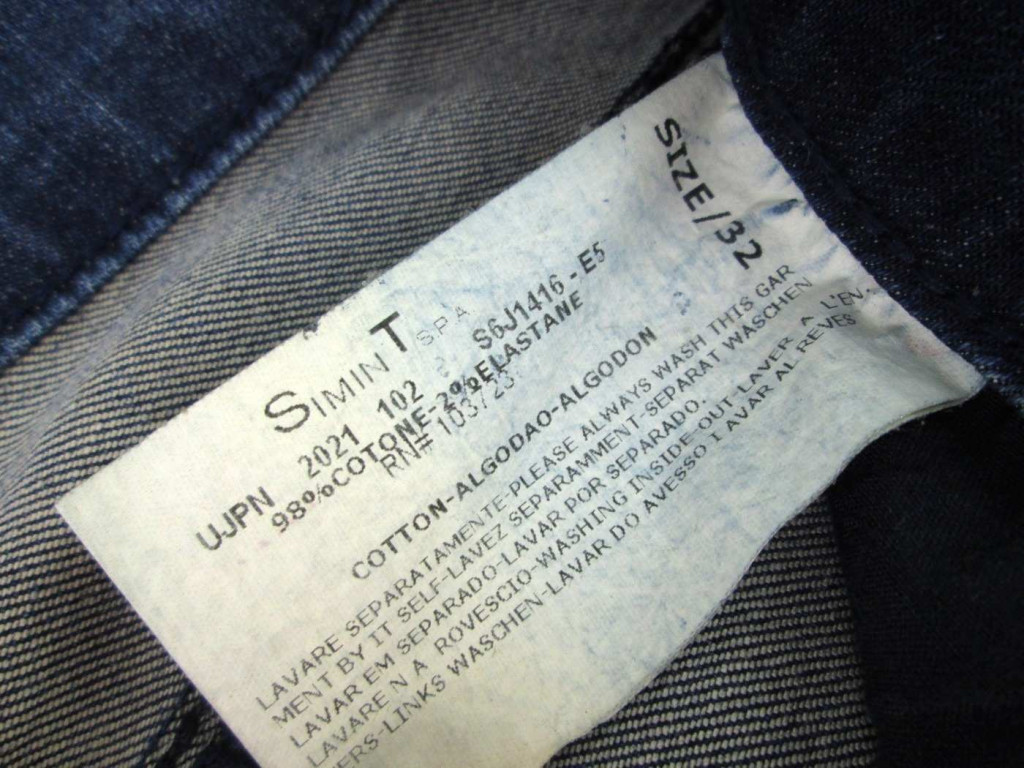 SIZE/32
SIMINT SPA
UJPN 2021 102 S6J1416-E5
98%COTONE-2%ELASTANE
RN# 103723
COTTON-ALGODAO-ALGODON
LAVARE SEPARATAMENTE-PLEASE ALWAYS WASH THIS GAR
MENT BY IT SELF-LAVEZ SEPARAMMENT-SEPARAT WASCHEN
LAVAR EM SEPARADO-LAVAR POR SEPARADO.
LAVARE N A ROVESCIO-WASHING INSIDE-OUT-LAVER A L'EN-
ERS-LINKS WASCHEN-LAVAR DO AVESSO LAVAR AL REVES